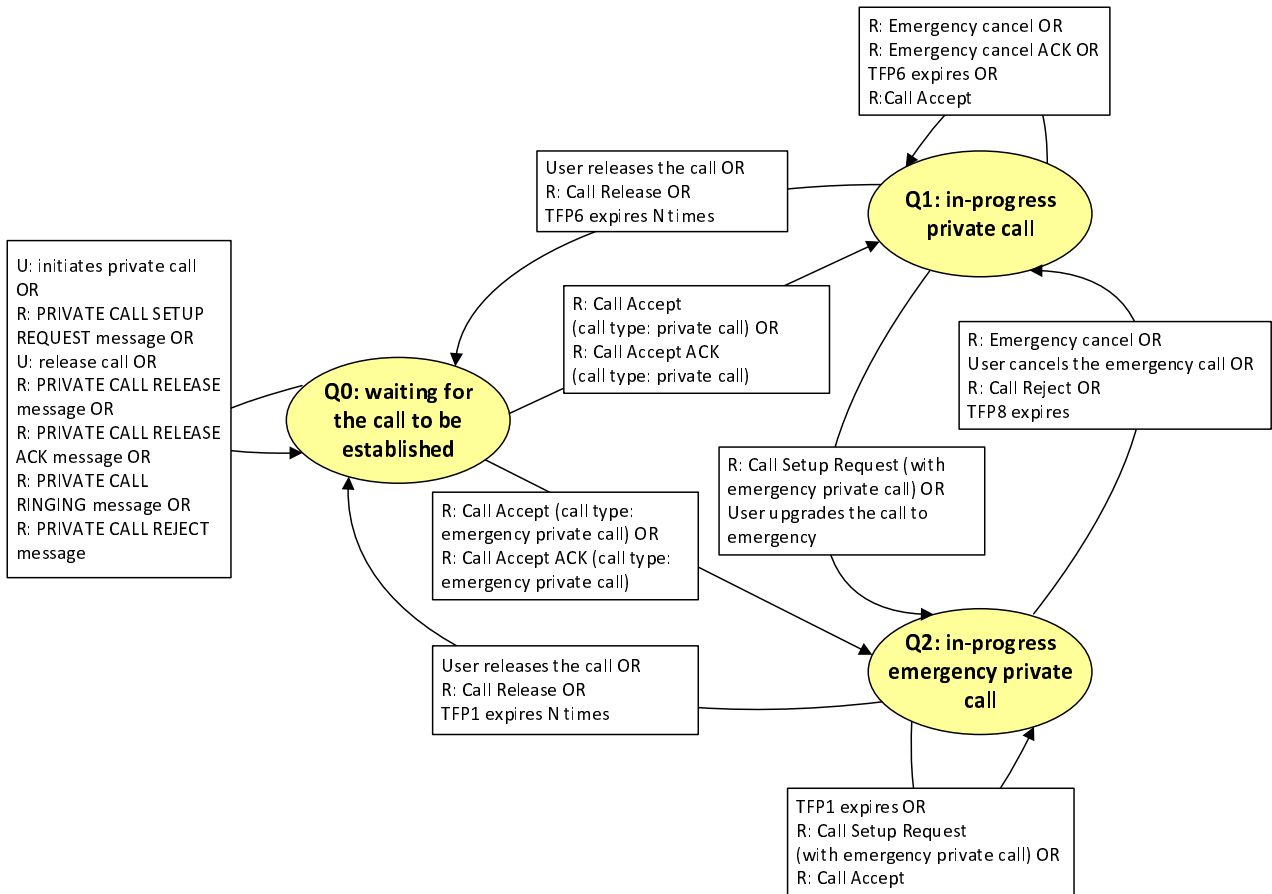 R: Emergency cancel OR
R: Emergency cancel ACK OR
TFP6 expires OR
R:Call Accept
User releases the call OR
R: Call Release OR
TFP6 expires N times
Q1: in-progress
private call
U: initiates private call
OR
R: PRIVATE CALL SETUP
REQUEST message OR
U: release call OR
R: PRIVATE CALL RELEASE
message OR
R: PRIVATE CALL RELEASE
ACK message OR
R: PRIVATE CALL
RINGING message OR
R: PRIVATE CALL REJECT
message
R: Call Accept
(call type: private call) OR
R: Call Accept ACK
(call type: private call)
R: Emergency cancel OR
User cancels the emergency call OR
R: Call Reject OR
TFP8 expires
Q0: waiting for
the call to be
established
R: Call Setup Request (with
emergency private call) OR
User upgrades the call to
emergency
R: Call Accept (call type:
emergency private call) OR
R: Call Accept ACK (call type:
emergency private call)
Q2: in-progress
emergency private
call
User releases the call OR
R: Call Release OR
TFP1 expires N times
TFP1 expires OR
R: Call Setup Request
(with emergency private call) OR
R: Call Accept